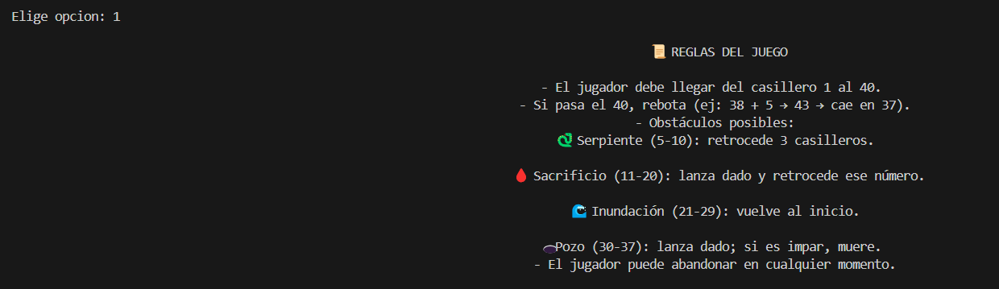 Elige opcion: 1
📜 REGLAS DEL JUEGO
- El jugador debe llegar del casillero 1 al 40.
- Si pasa el 40, rebota (ej: 38 + 5 → 43 → cae en 37).
- Obstáculos posibles:
🐍 Serpiente (5-10): retrocede 3 casilleros.
🩸 Sacrificio (11-20): lanza dado y retrocede ese número.
🌊 Inundación (21-29): vuelve al inicio.
🕳️Pozo (30-37): lanza dado; si es impar, muere.
- El jugador puede abandonar en cualquier momento.